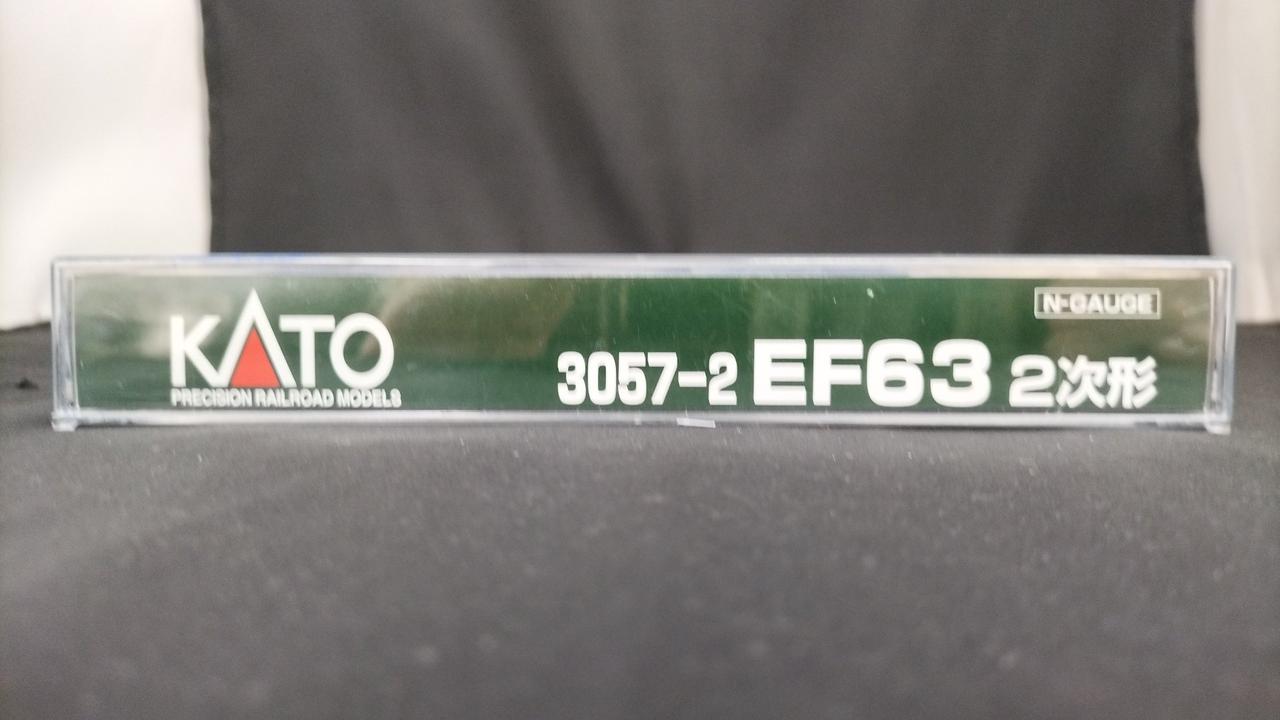 KATO
PRECISION RAILROAD MODELS
N-GAUGE
3057-2 EF63 2次形